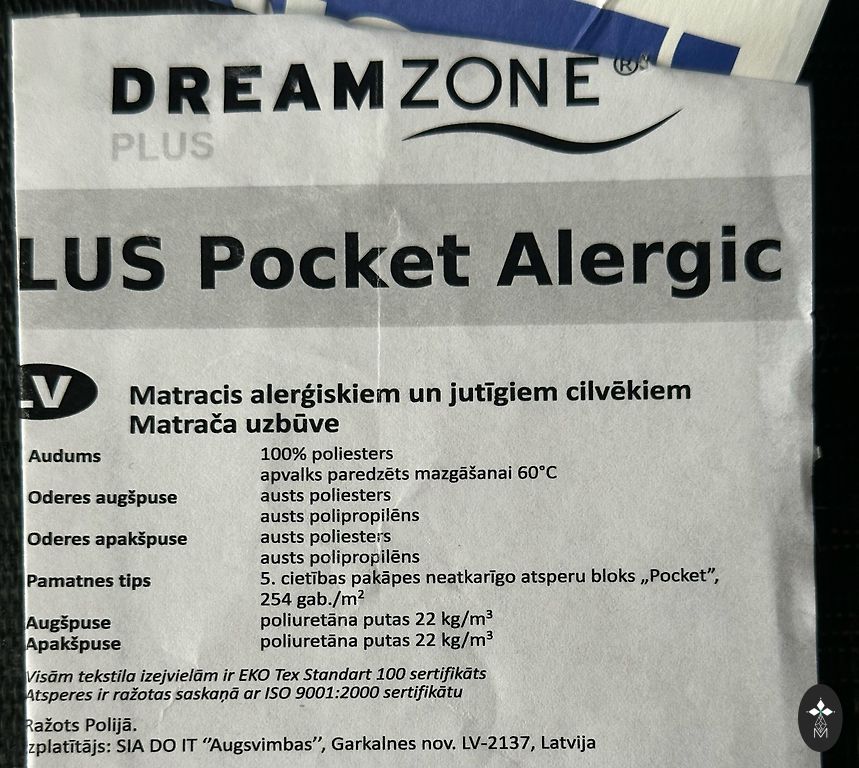 DREAMZONE®
PLUS
LUS Pocket Alergic
LV
Matracis alerģiskiem un jutīgiem cilvēkiem
Matrača uzbūve
Audums 100% poliesters
apvalks paredzēts mazgāšanai 60°C
Oderes augšpuse austs poliesters
austs polipropilēns
Oderes apakšpuse austs poliesters
austs polipropilēns
Pamatnes tips 5. cietības pakāpes neatkarīgo atsperu bloks „Pocket”,
254 gab./m²
Augšpuse poliuretāna putas 22 kg/m³
Apakšpuse poliuretāna putas 22 kg/m³
Visām tekstila izejvielām ir EKO Tex Standart 100 sertifikāts
Atsperes ir ražotas saskaņā ar ISO 9001:2000 sertifikātu
Ražots Polijā.
zplatītājs: SIA DO IT ‘’Augsvimbas’’, Garkalnes nov. LV-2137, Latvija
M